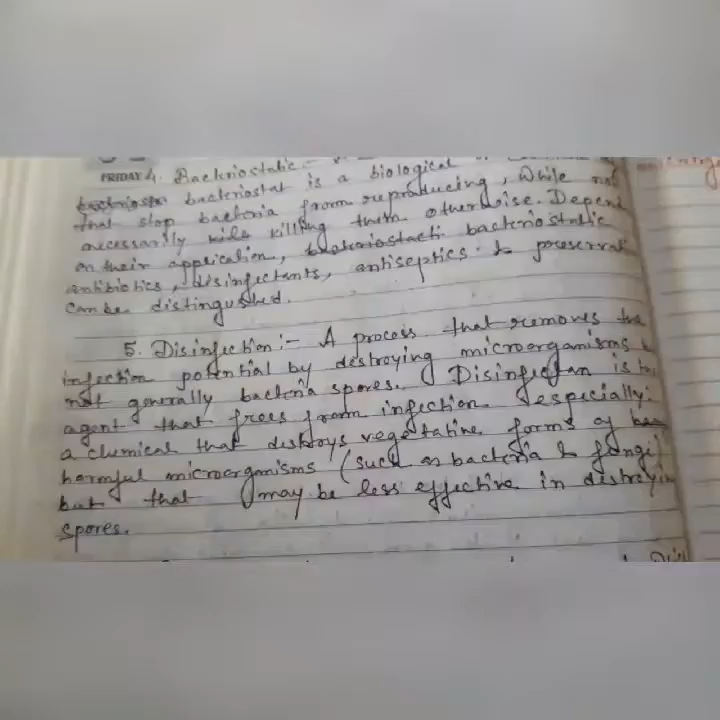 FRIDAY 4. Bacteriostatic :-
bacteriostat is a biological
that stop bacteria from reproducing, while not
necessarily killing them otherwise. Depend
on their application, bacteriostatic
antibiotics, disinfectants, antiseptics & preservat
can be distinguished.
5. Disinfection :- A process that removes the
infection potential by destroying microorganisms
not generally bacteria spores. Disinfectan is
agent that frees from infection especially:
a chemical that destroys vegetative forms of
harmful microorganisms (such as bacteria & fungi)
but that may be less effective in destroyin
spores.